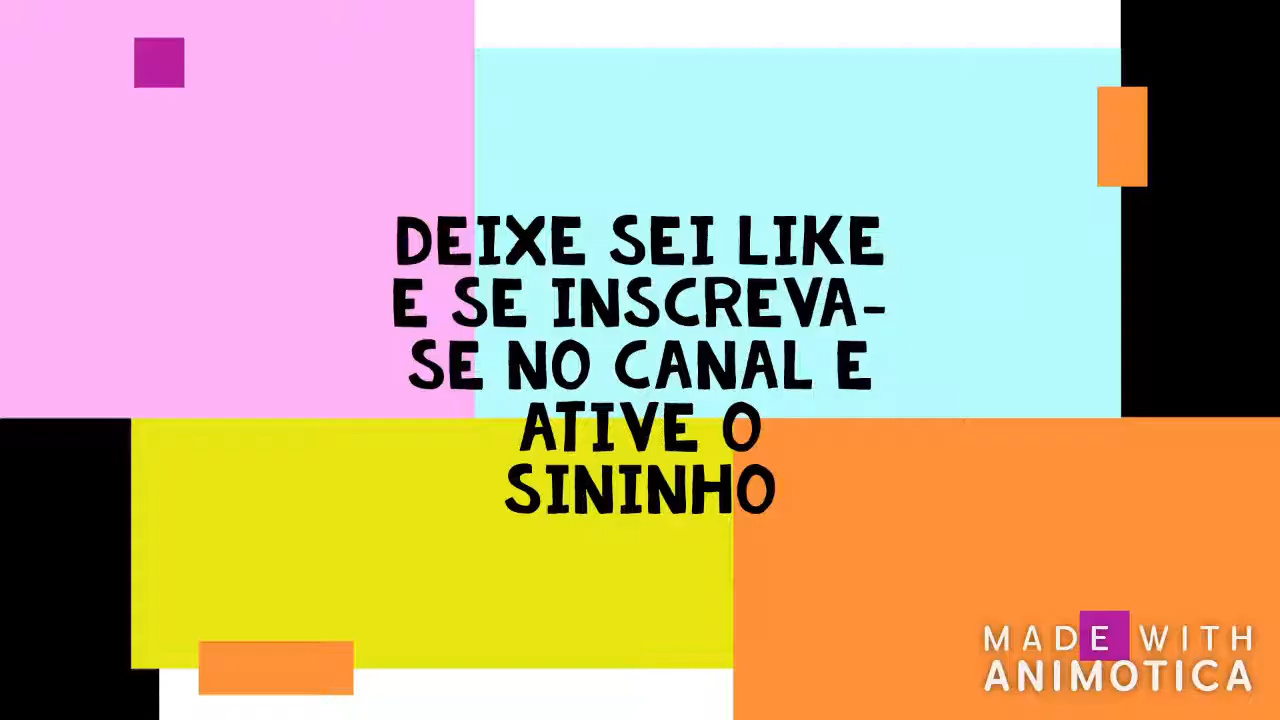 DEIXE SEI LIKE
E SE INSCREVA-
SE NO CANAL E
ATIVE O
SININHO
MADE WITH
ANIMOTICA